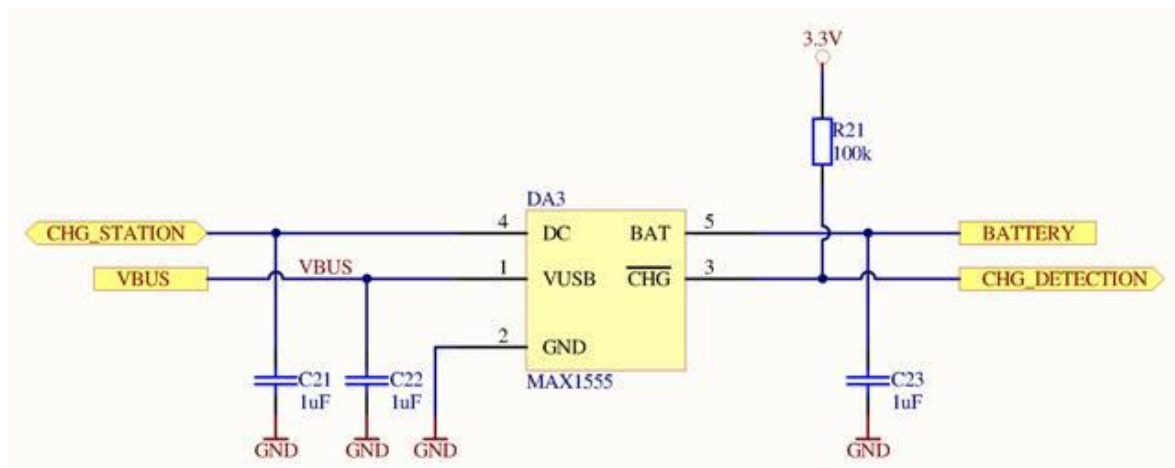 3.3V
R21
100k
DA3
CHG_STATION
4
DC
BAT
5
BATTERY
VBUS
VBUS
1
VUSB
CHG
3
CHG_DETECTION
2
GND
MAX1555
C21
1uF
C22
1uF
C23
1uF
GND
GND
GND
GND